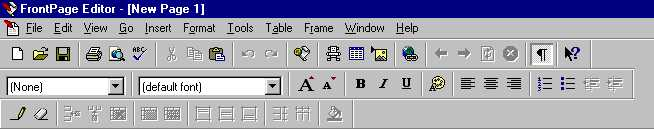 FrontPage Editor - [New Page 1]
File Edit View Go Insert Format Tools Table Frame Window Help
ABC ¶ ?
(None) (default font) A A B I U